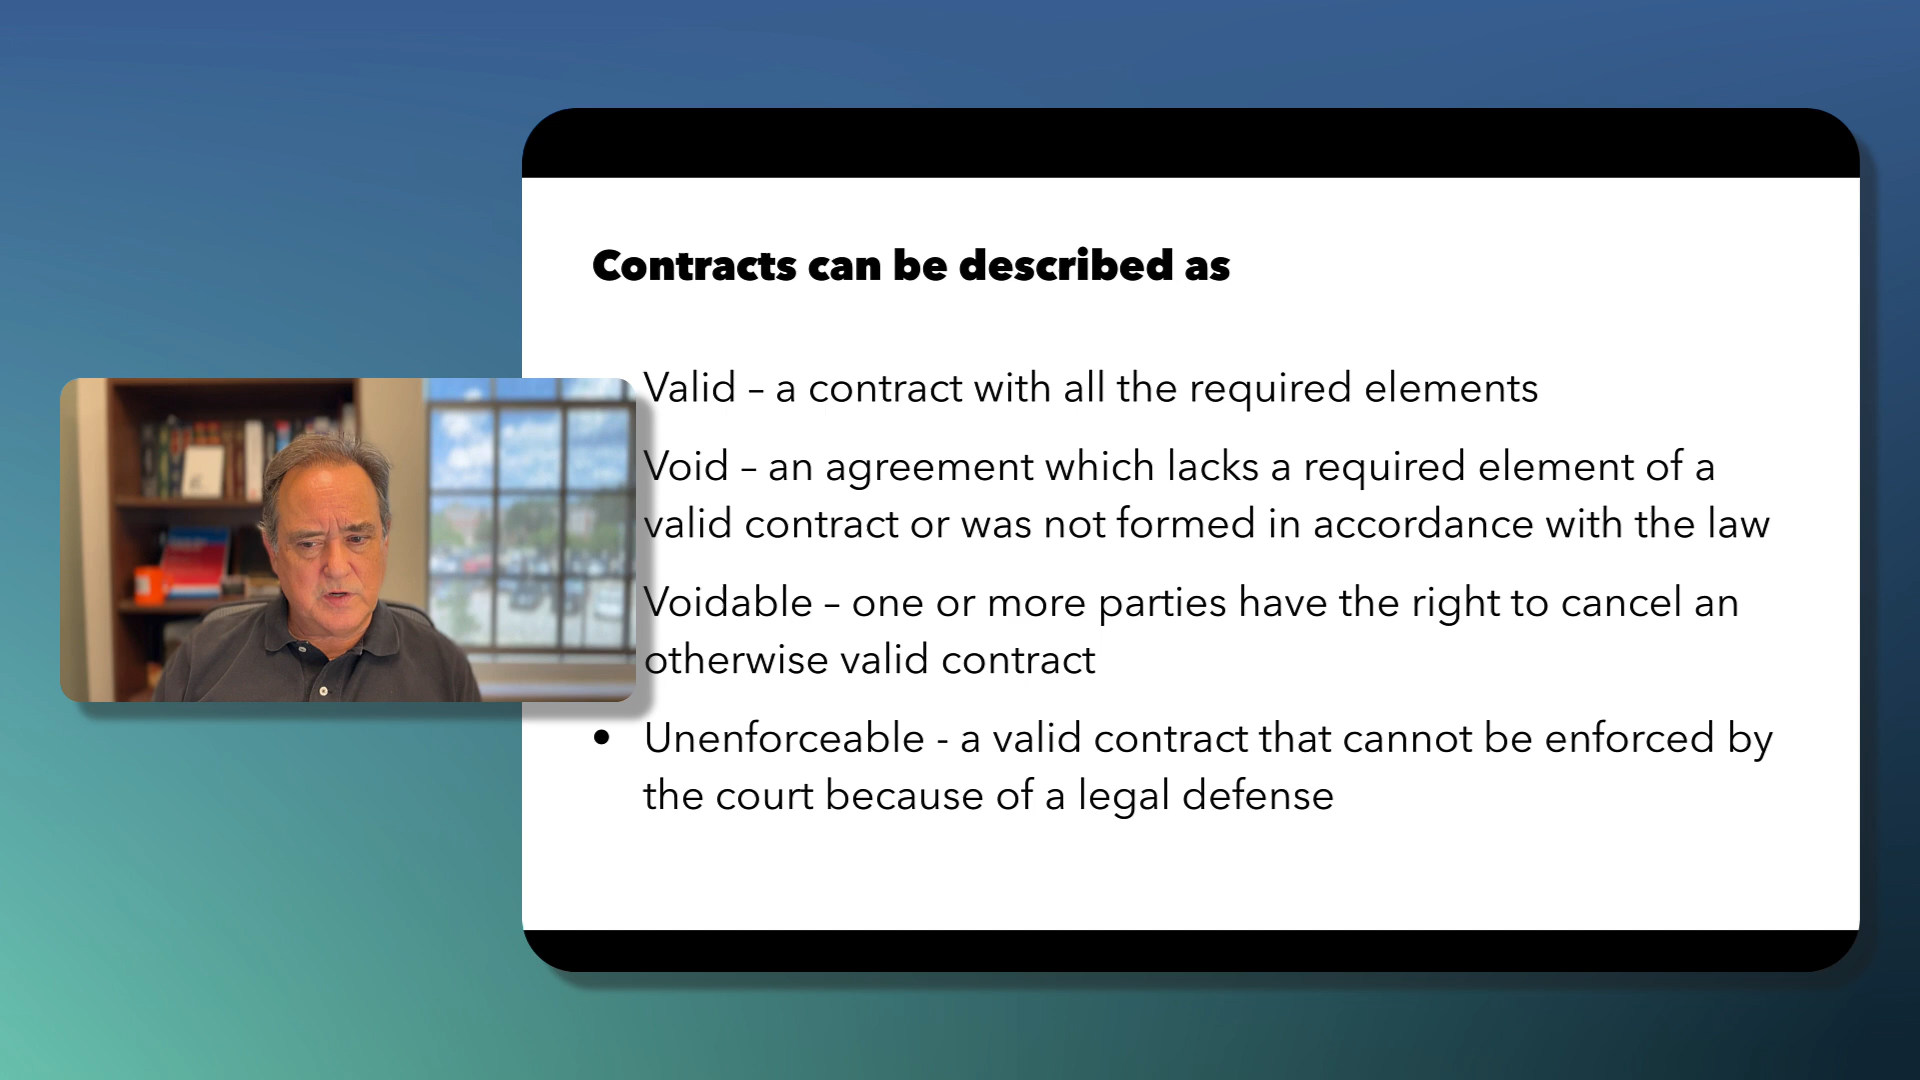 Contracts can be described as
Valid – a contract with all the required elements
Void – an agreement which lacks a required element of a
valid contract or was not formed in accordance with the law
Voidable – one or more parties have the right to cancel an
otherwise valid contract
• Unenforceable - a valid contract that cannot be enforced by
the court because of a legal defense